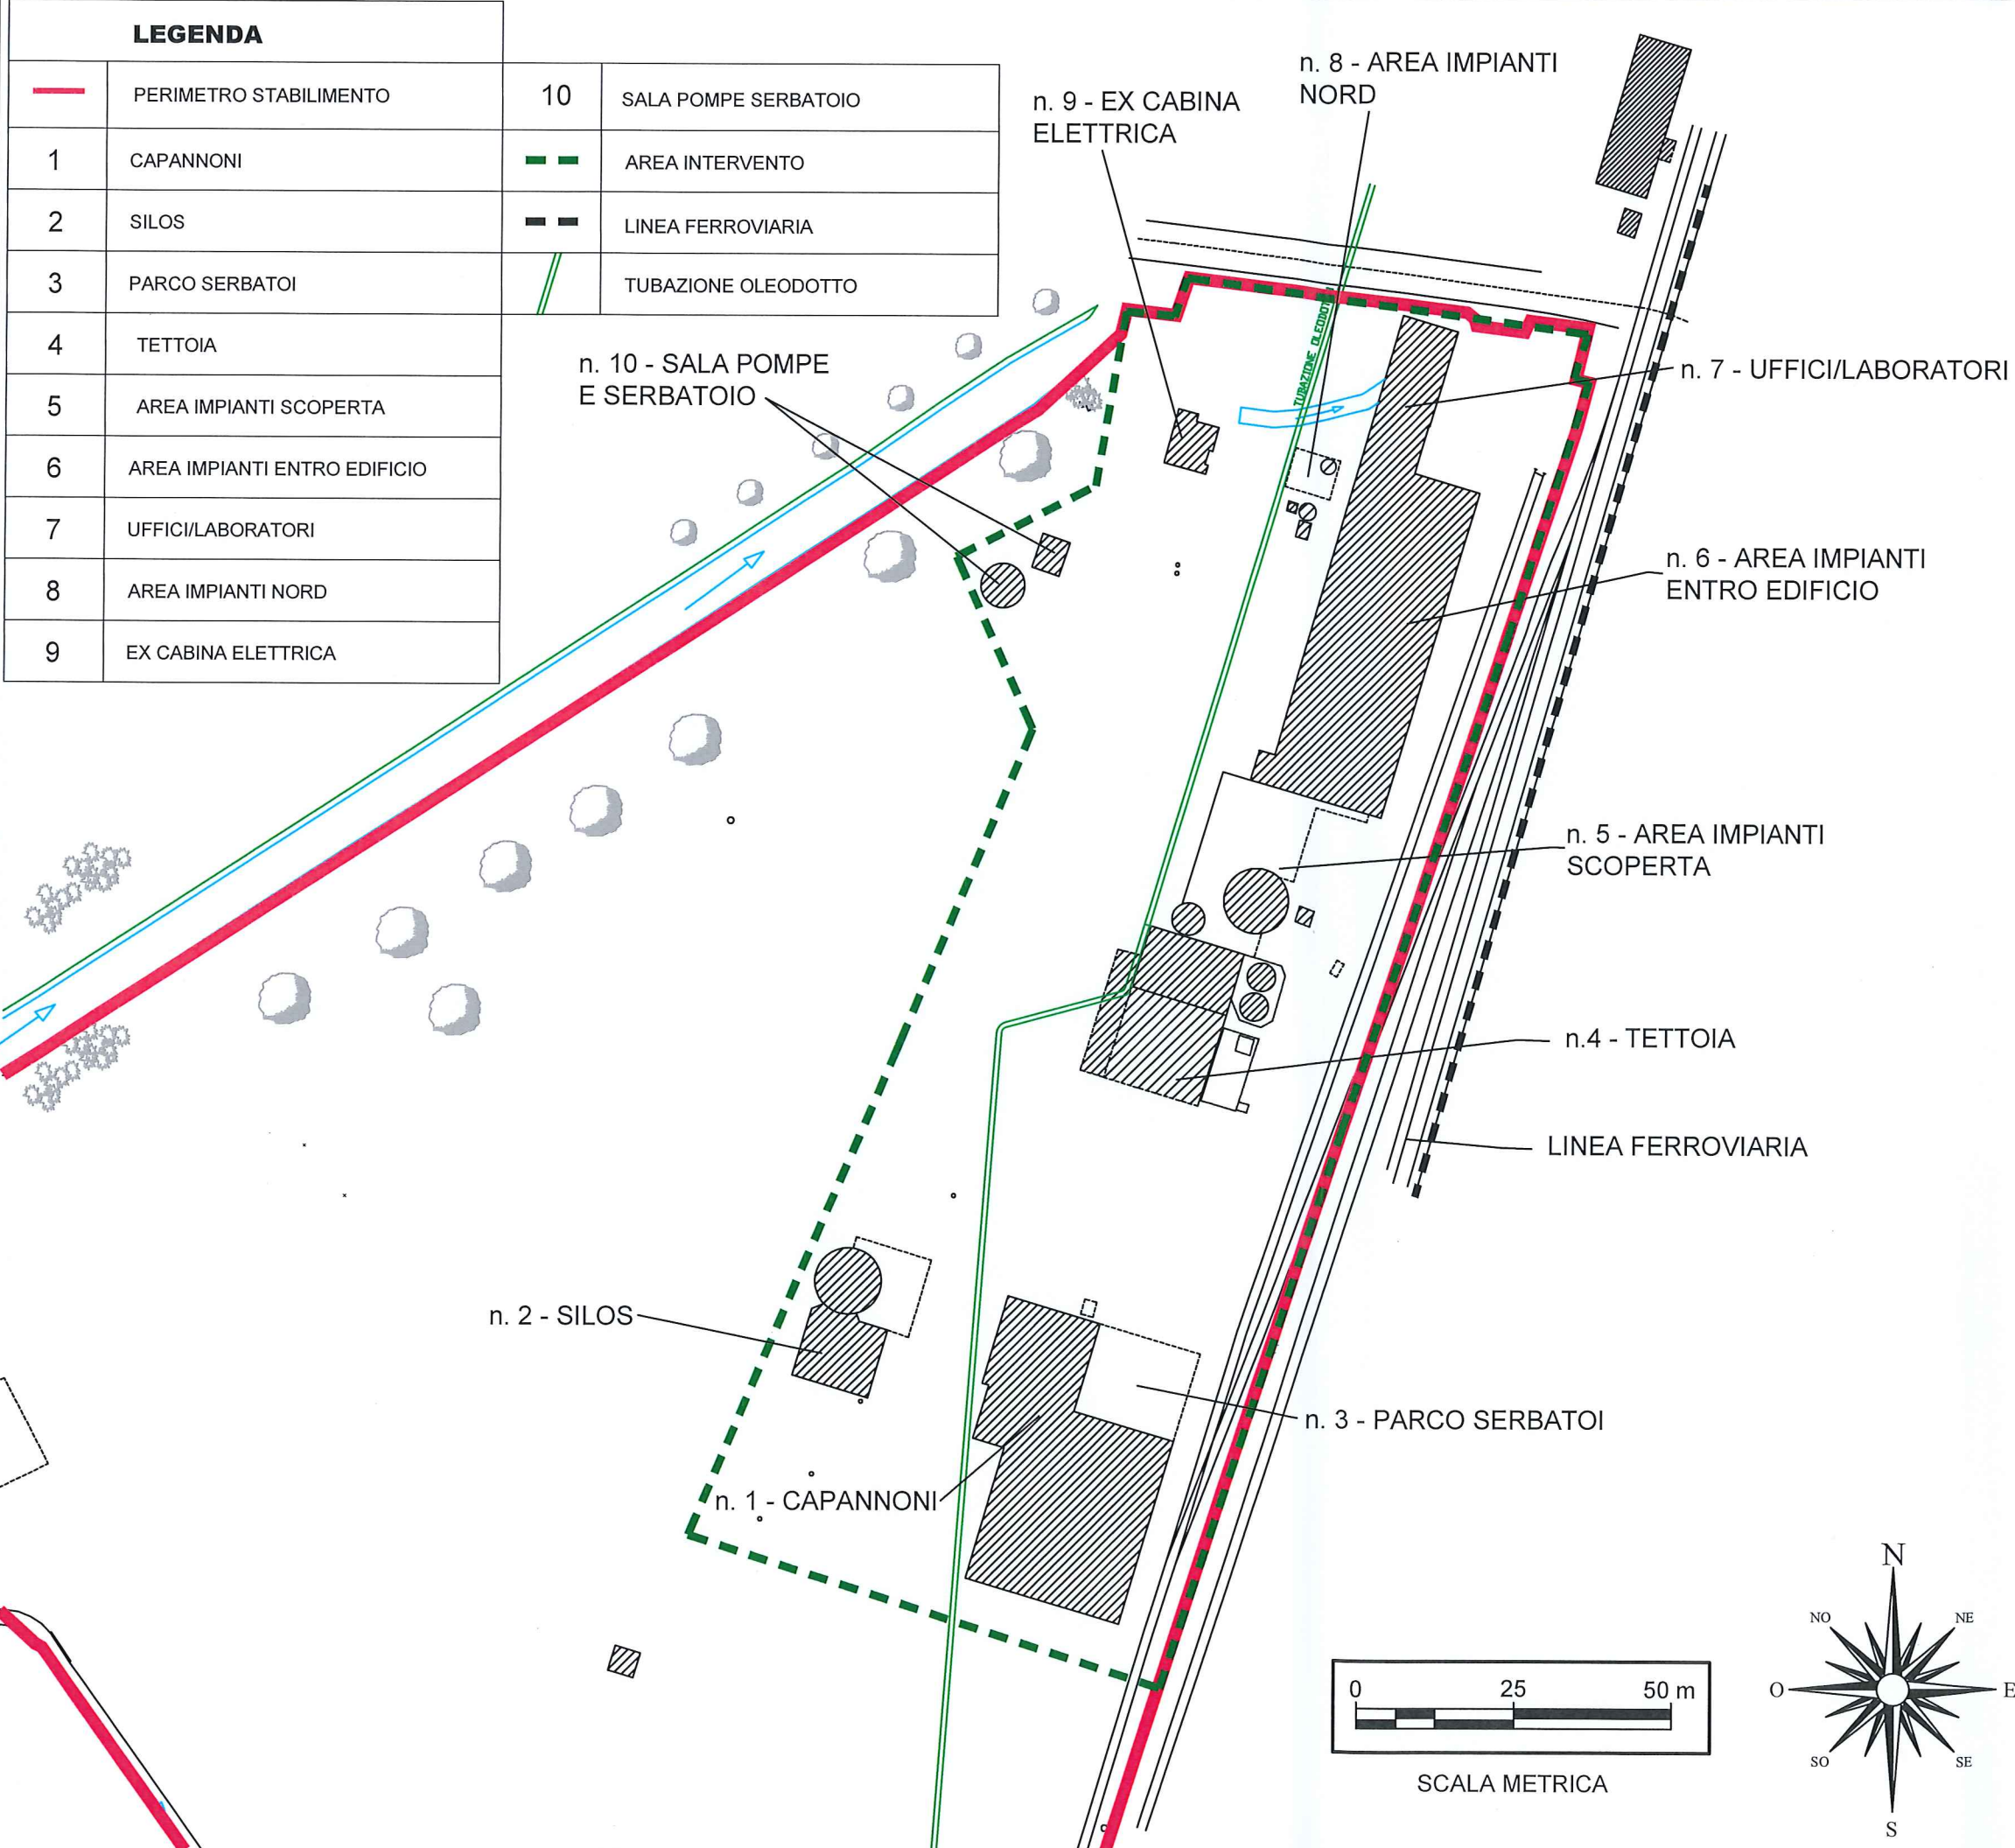 LEGENDA
PERIMETRO STABILIMENTO
10
SALA POMPE SERBATOIO
1
CAPANNONI
AREA INTERVENTO
2
SILOS
LINEA FERROVIARIA
3
PARCO SERBATOI
TUBAZIONE OLEODOTTO
4
TETTOIA
5
AREA IMPIANTI SCOPERTA
6
AREA IMPIANTI ENTRO EDIFICIO
7
UFFICI/LABORATORI
8
AREA IMPIANTI NORD
9
EX CABINA ELETTRICA
n. 8 - AREA IMPIANTI
NORD
n. 9 - EX CABINA
ELETTRICA
n. 10 - SALA POMPE
E SERBATOIO
TUBAZIONE OLEODOTTO
n. 7 - UFFICI/LABORATORI
n. 6 - AREA IMPIANTI
ENTRO EDIFICIO
n. 5 - AREA IMPIANTI
SCOPERTA
n.4 - TETTOIA
LINEA FERROVIARIA
n. 2 - SILOS
n. 3 - PARCO SERBATOI
n. 1 - CAPANNONI
0 25 50 m
SCALA METRICA
N
NO
NE
O
E
SO
SE
S